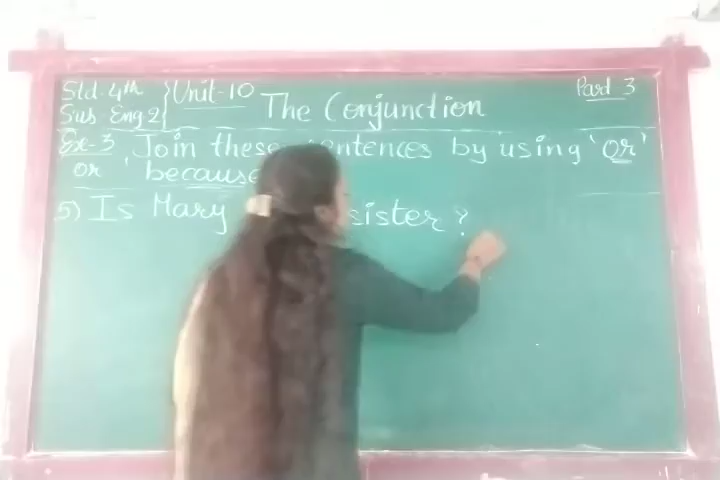 Std. 4th Unit-10 The Conjunction Part 3
Sub. Eng 2
Ex-3 Join these sentences by using 'or'
or 'because
5) Is Mary sister ?